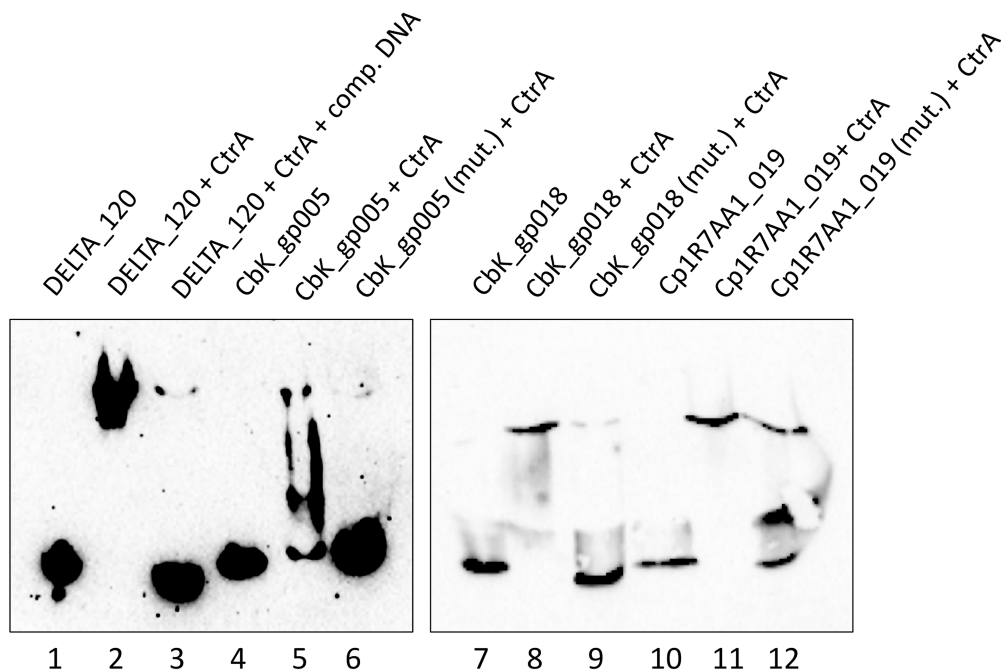 DELTA_120
DELTA_120 + CtrA
DELTA_120 + CtrA + comp. DNA
CbK_gp005
CbK_gp005 + CtrA
CbK_gp005 (mut.) + CtrA
CbK_gp018
CbK_gp018 + CtrA
CbK_gp018 (mut.) + CtrA
Cp1R7AA1_019
Cp1R7AA1_019+ CtrA
Cp1R7AA1_019 (mut.) + CtrA
1 2 3 4 5 6 7 8 9 10 11 12